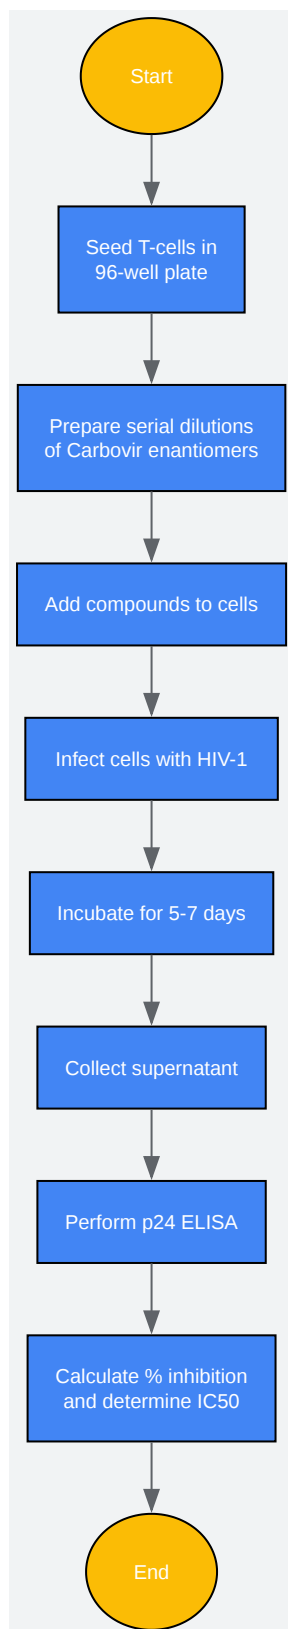 Start
Seed T-cells in
96-well plate
Prepare serial dilutions
of Carbovir enantiomers
Add compounds to cells
Infect cells with HIV-1
Incubate for 5-7 days
Collect supernatant
Perform p24 ELISA
Calculate % inhibition
and determine IC50
End